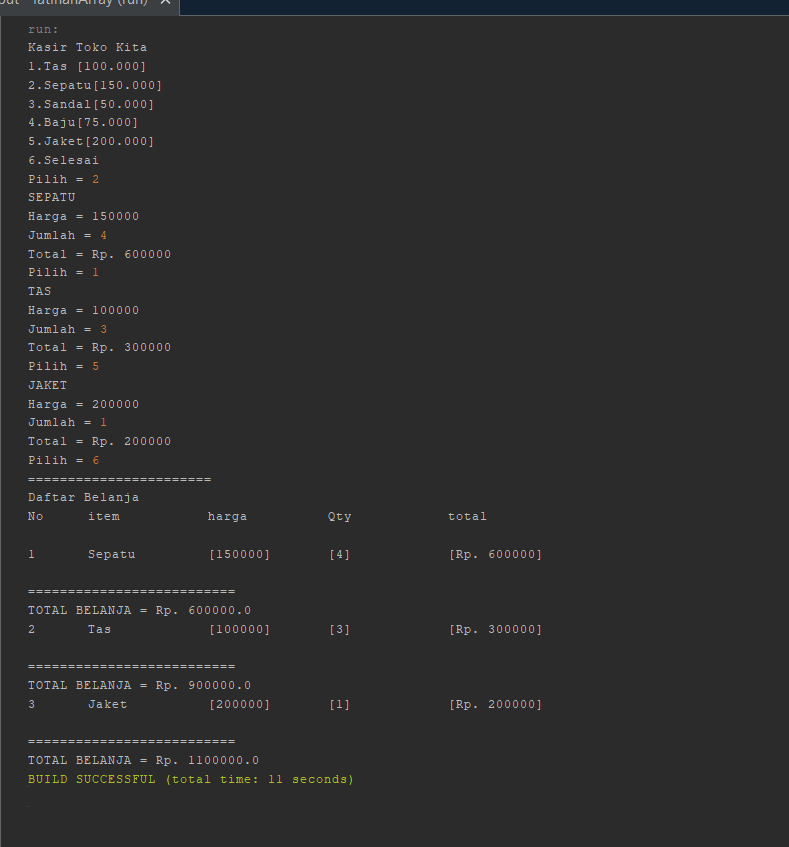 latihanArray (run) ×
run:
Kasir Toko Kita
1.Tas [100.000]
2.Sepatu[150.000]
3.Sandal[50.000]
4.Baju[75.000]
5.Jaket[200.000]
6.Selesai
Pilih = 2
SEPATU
Harga = 150000
Jumlah = 4
Total = Rp. 600000
Pilih = 1
TAS
Harga = 100000
Jumlah = 3
Total = Rp. 300000
Pilih = 5
JAKET
Harga = 200000
Jumlah = 1
Total = Rp. 200000
Pilih = 6
=======================
Daftar Belanja
No item harga Qty total
1 Sepatu [150000] [4] [Rp. 600000]
==========================
TOTAL BELANJA = Rp. 600000.0
2 Tas [100000] [3] [Rp. 300000]
==========================
TOTAL BELANJA = Rp. 900000.0
3 Jaket [200000] [1] [Rp. 200000]
==========================
TOTAL BELANJA = Rp. 1100000.0
BUILD SUCCESSFUL (total time: 11 seconds)